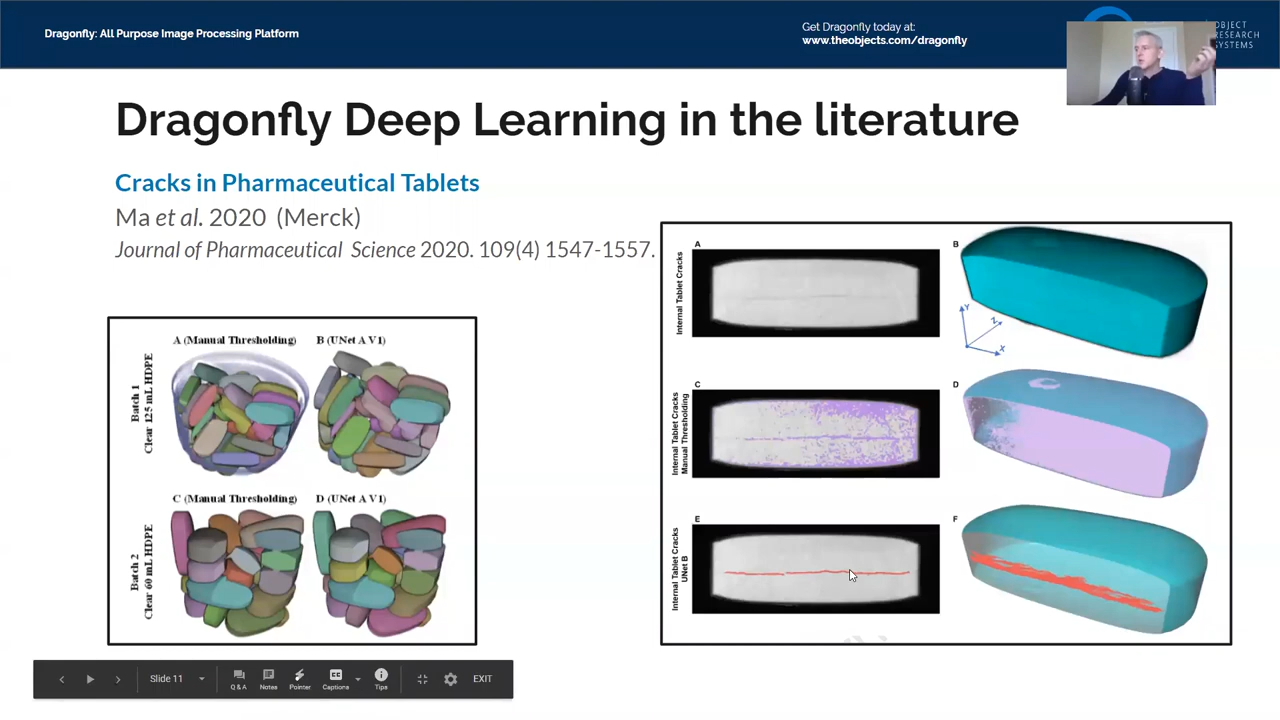 Dragonfly: All Purpose Image Processing Platform
Get Dragonfly today at:
www.theobjects.com/dragonfly
OBJECT
RESEARCH
SYSTEMS
Dragonfly Deep Learning in the literature
Cracks in Pharmaceutical Tablets
Ma et al. 2020 (Merck)
Journal of Pharmaceutical Science 2020. 109(4) 1547-1557.
A (Manual Thresholding)
B (UNet A V1)
Batch 1
Clear 125 mL HDPE
C (Manual Thresholding)
D (UNet A V1)
Batch 2
Clear 60 mL HDPE
A
B
Internal Tablet Cracks
Y
Z
X
C
D
Internal Tablet Cracks
Manual Thresholding
E
F
Internal Tablet Cracks
UNet B
Slide 11
Q & A
Notes
Pointer
CC
Captions
Tips
EXIT